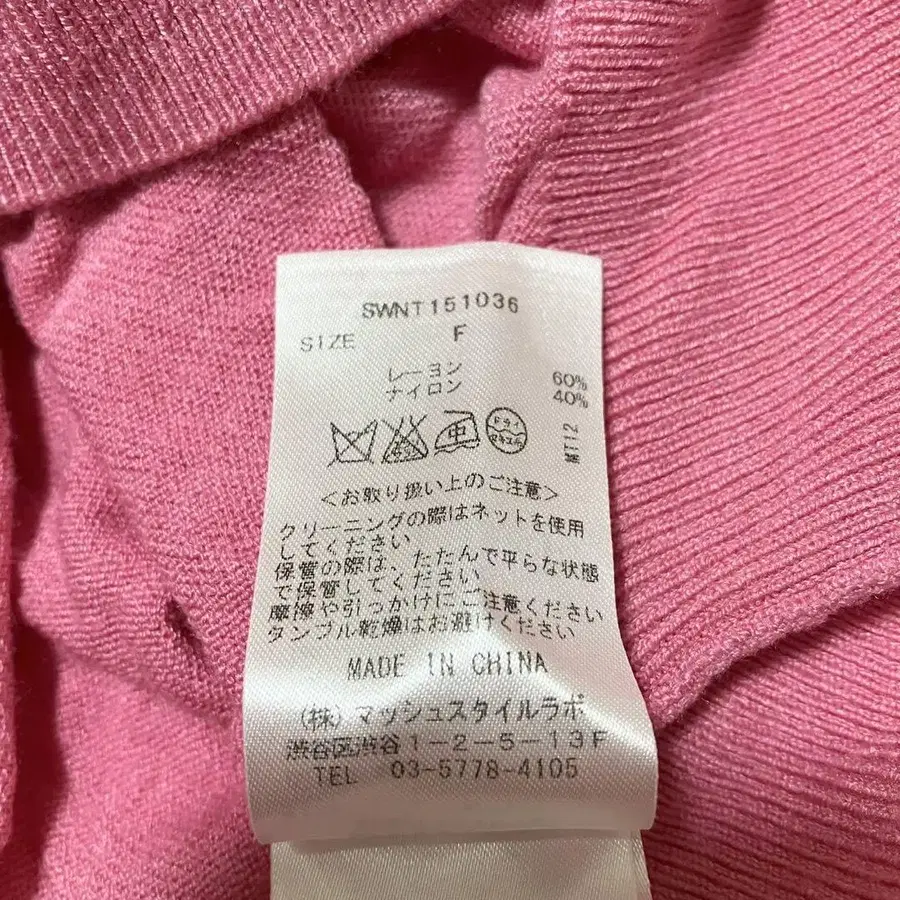 SWNT151036
SIZE F
レーヨン 60%
ナイロン 40%
MT12
中 ドライ
<お取り扱い上のご注意>
クリーニングの際はネットを使用
してください
保管の際は、たたんで平らな状態
で保管してください
摩擦や引っかけにご注意ください
タンブル乾燥はお避けください
MADE IN CHINA
(株)マッシュスタイルラボ
渋谷区渋谷1-2-5-13F
TEL 03-5778-4105